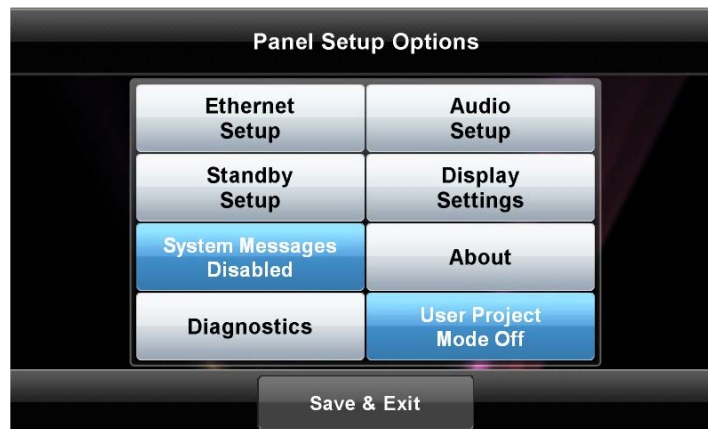 Panel Setup Options
Ethernet
Setup
Audio
Setup
Standby
Setup
Display
Settings
System Messages
Disabled
About
Diagnostics
User Project
Mode Off
Save & Exit